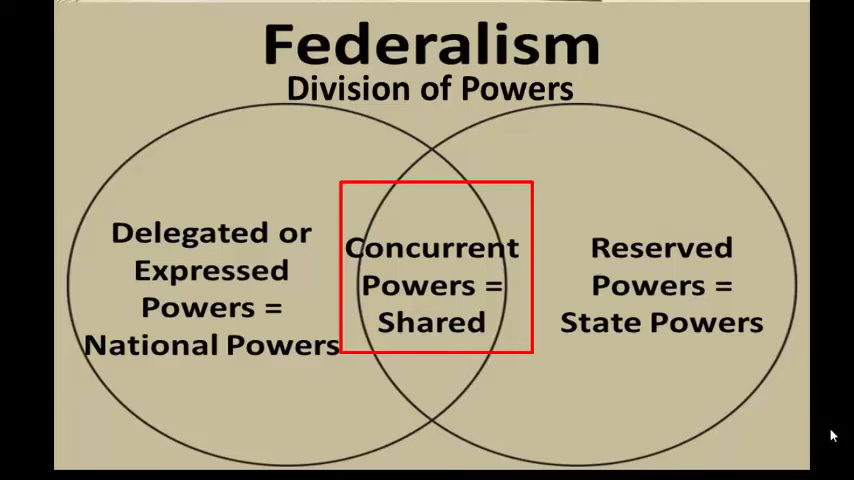 Federalism
Division of Powers
Delegated or
Expressed
Powers =
National Powers
Concurrent
Powers =
Shared
Reserved
Powers =
State Powers